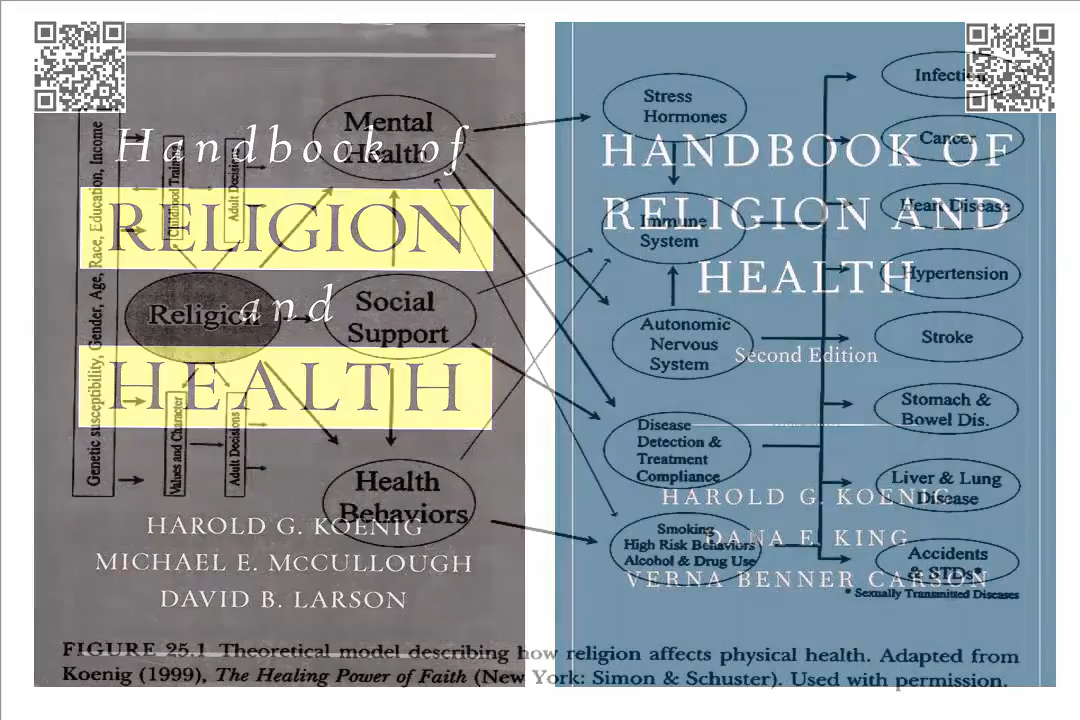 Handbook of
RELIGION
and
HEALTH
HAROLD G. KOENIG
MICHAEL E. McCULLOUGH
DAVID B. LARSON
HANDBOOK OF
RELIGION AND
HEALTH
Second Edition
HAROLD G. KOENIG
DANA E. KING
VERNA BENNER CARSON
Genetic susceptibility, Gender, Age, Race, Education, Income
Childhood Training
Adult Decisions
Values and Character
Adult Decisions
Religion
Mental
Health
Social
Support
Health
Behaviors
Stress
Hormones
Immune
System
Autonomic
Nervous
System
Disease
Detection &
Treatment
Compliance
Smoking
High Risk Behaviors
Alcohol & Drug Use
Infection
Cancer
Heart Disease
Hypertension
Stroke
Stomach &
Bowel Dis.
Liver & Lung
Disease
Accidents
& STDs*
* Sexually Transmitted Diseases
FIGURE 25.1 Theoretical model describing how religion affects physical health. Adapted from
Koenig (1999), The Healing Power of Faith (New York: Simon & Schuster). Used with permission.